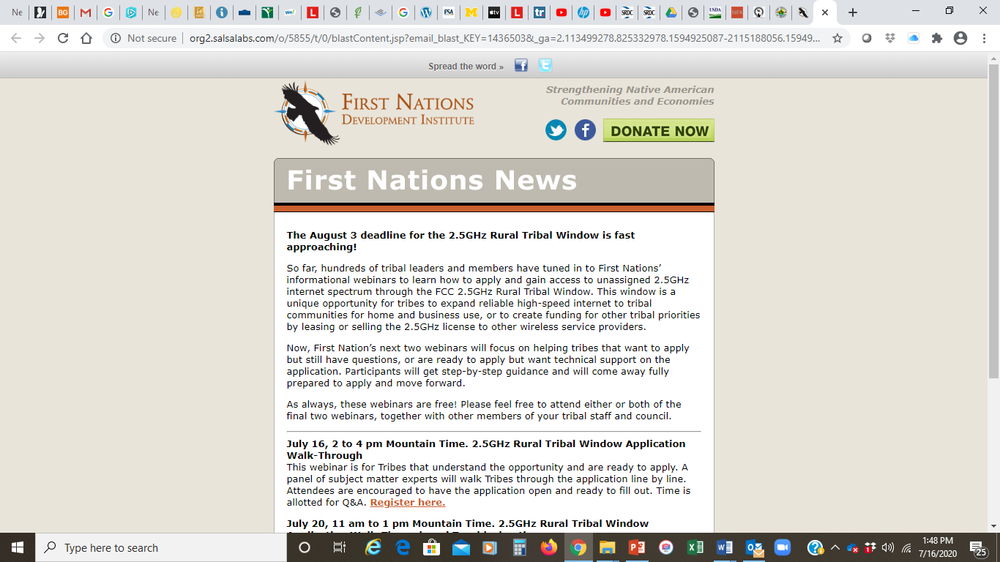 Ne
BG
Ne
FSA
tv
tr
hp
SRDC
SRDC
USDA
NIFA
Not secure
org2.salsalabs.com/o/5855/t/0/blastContent.jsp?email_blast_KEY=1436503&_ga=2.113499278.825332978.1594925087-2115188056.15949...
Spread the word »
FIRST NATIONS
DEVELOPMENT INSTITUTE
Strengthening Native American
Communities and Economies
DONATE NOW
First Nations News
The August 3 deadline for the 2.5GHz Rural Tribal Window is fast
approaching!
So far, hundreds of tribal leaders and members have tuned in to First Nations’
informational webinars to learn how to apply and gain access to unassigned 2.5GHz
internet spectrum through the FCC 2.5GHz Rural Tribal Window. This window is a
unique opportunity for tribes to expand reliable high-speed internet to tribal
communities for home and business use, or to create funding for other tribal priorities
by leasing or selling the 2.5GHz license to other wireless service providers.
Now, First Nation’s next two webinars will focus on helping tribes that want to apply
but still have questions, or are ready to apply but want technical support on the
application. Participants will get step-by-step guidance and will come away fully
prepared to apply and move forward.
As always, these webinars are free! Please feel free to attend either or both of the
final two webinars, together with other members of your tribal staff and council.
July 16, 2 to 4 pm Mountain Time. 2.5GHz Rural Tribal Window Application
Walk-Through
This webinar is for Tribes that understand the opportunity and are ready to apply. A
panel of subject matter experts will walk Tribes through the application line by line.
Attendees are encouraged to have the application open and ready to fill out. Time is
allotted for Q&A. Register here.
July 20, 11 am to 1 pm Mountain Time. 2.5GHz Rural Tribal Window
Type here to search
1:48 PM
7/16/2020
25